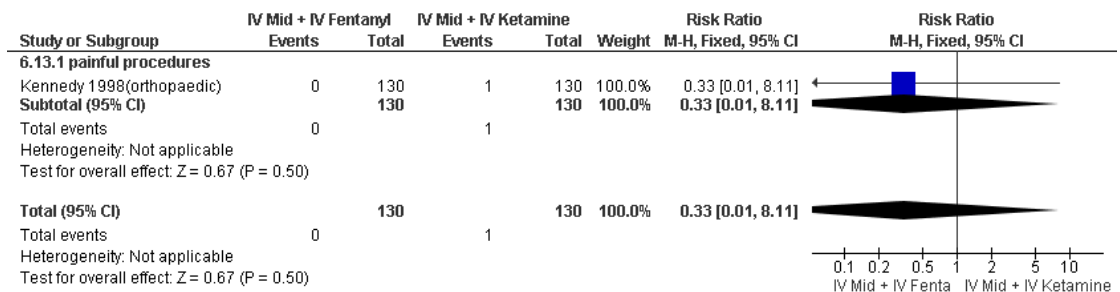 IV Mid + IV Fentanyl IV Mid + IV Ketamine Risk Ratio Risk Ratio
Study or Subgroup Events Total Events Total Weight M-H, Fixed, 95% CI M-H, Fixed, 95% CI
6.13.1 painful procedures
Kennedy 1998(orthopaedic) 0 130 1 130 100.0% 0.33 [0.01, 8.11]
Subtotal (95% CI) 130 130 100.0% 0.33 [0.01, 8.11]
Total events 0 1
Heterogeneity: Not applicable
Test for overall effect: Z = 0.67 (P = 0.50)
Total (95% CI) 130 130 100.0% 0.33 [0.01, 8.11]
Total events 0 1
Heterogeneity: Not applicable
Test for overall effect: Z = 0.67 (P = 0.50)
0.1 0.2 0.5 1 2 5 10
IV Mid + IV Fenta IV Mid + IV Ketamine